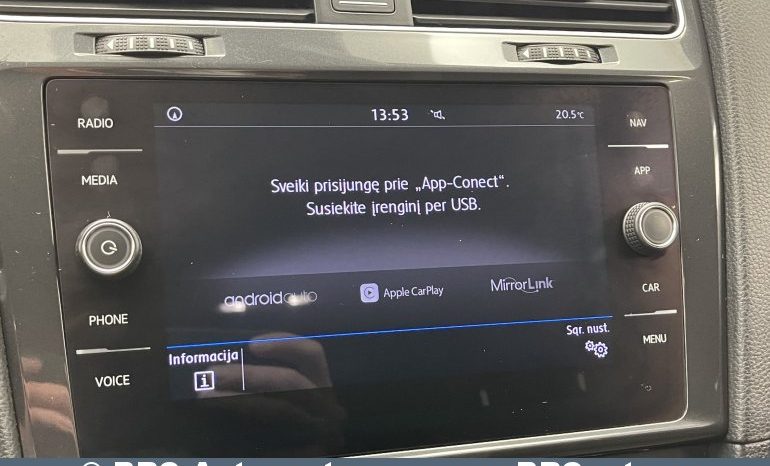 RADIO
MEDIA
PHONE
VOICE
13:53
20.5°C
Sveiki prisijungę prie „App-Conect“.
Susiekite įrenginį per USB.
androidauto
Apple CarPlay
MirrorLink
Informacija
i
Sąr. nust.
NAV
APP
CAR
MENU